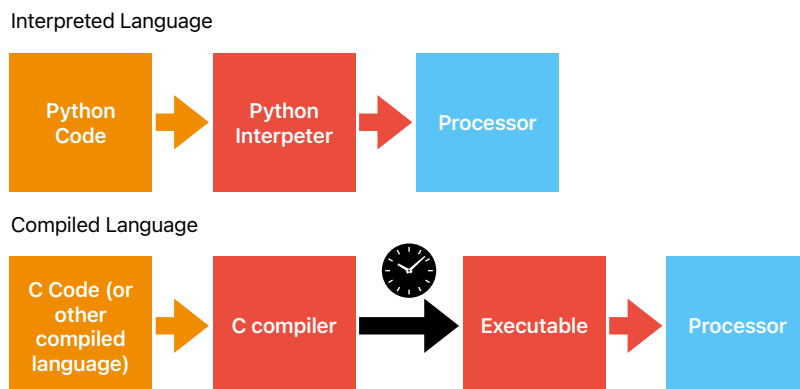 Interpreted Language
Python
Code
Python
Interpeter
Processor
Compiled Language
C Code (or
other
compiled
language)
C compiler
Executable
Processor